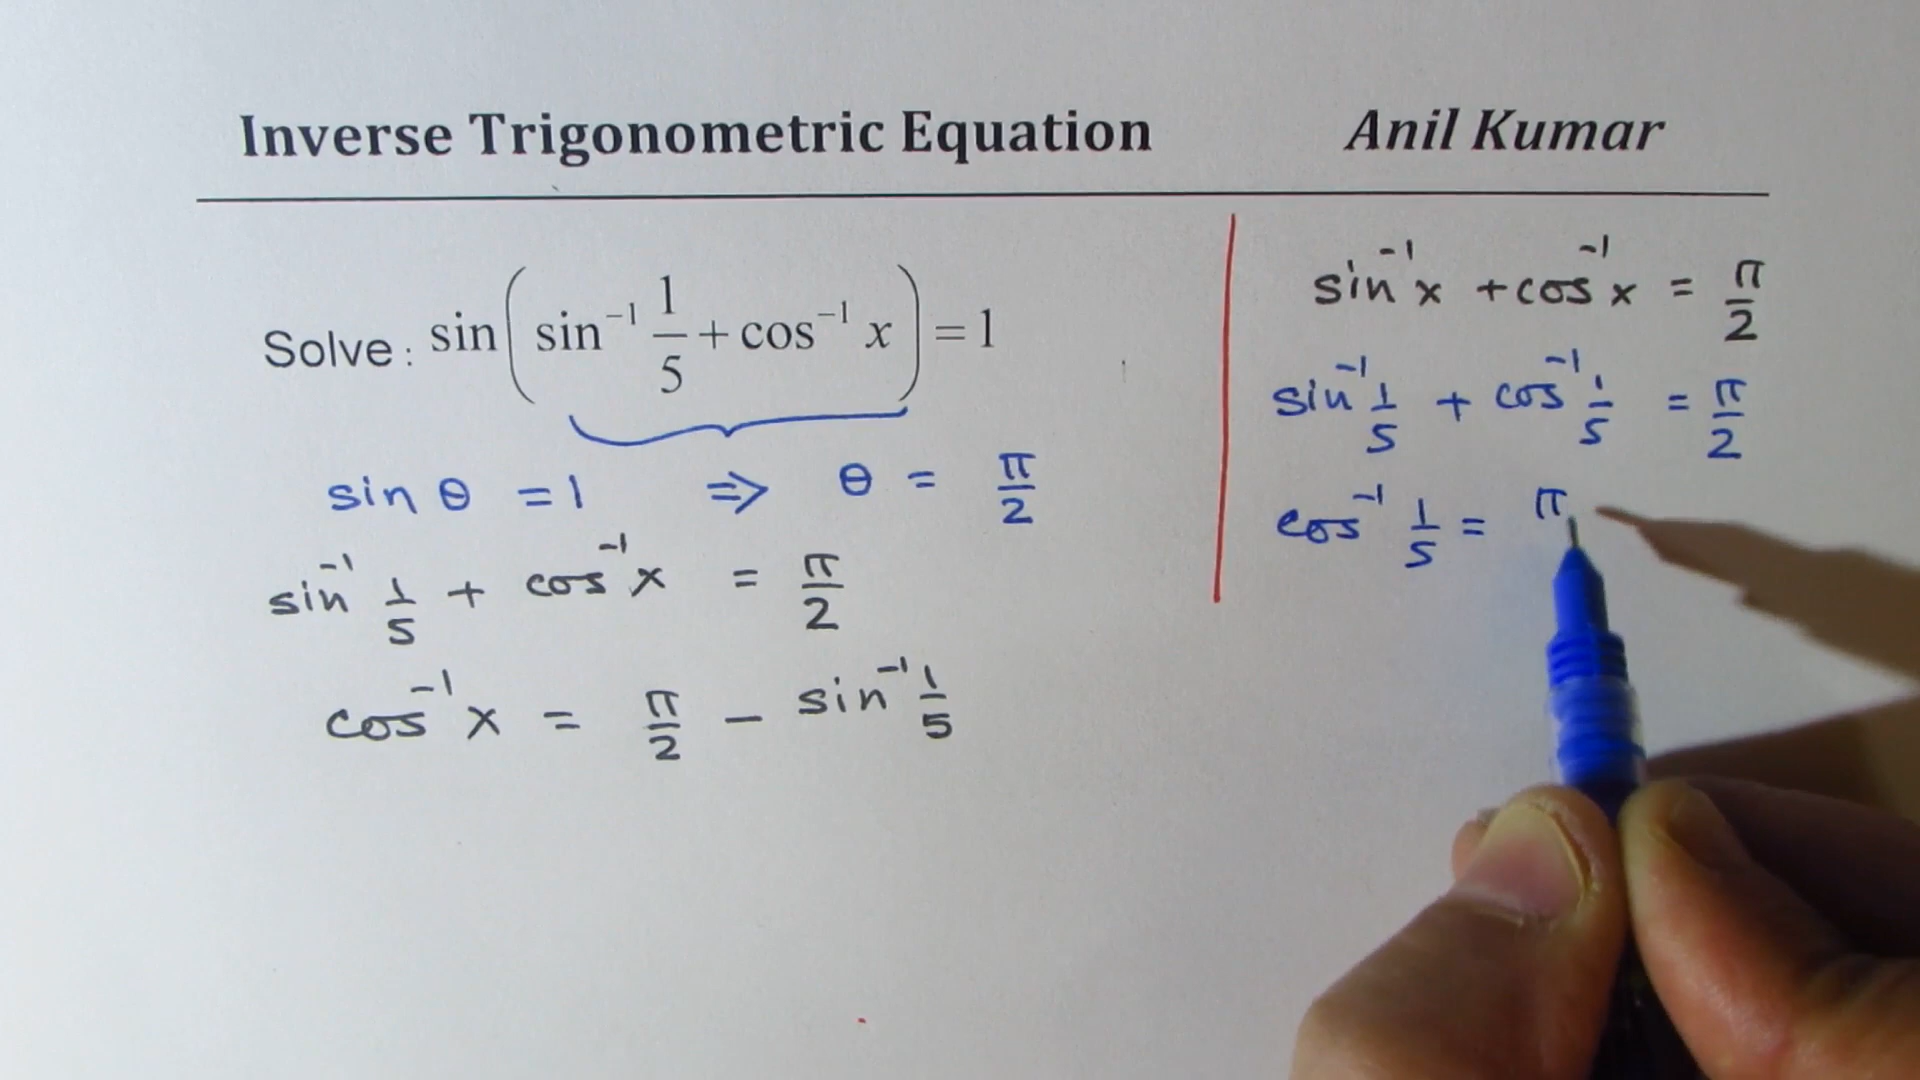 Inverse Trigonometric Equation Anil Kumar
Solve: sin(sin⁻¹ 1/5 + cos⁻¹ x) = 1
sin θ = 1 ⇒ θ = π/2
sin⁻¹ 1/5 + cos⁻¹ x = π/2
cos⁻¹ x = π/2 − sin⁻¹ 1/5
sin⁻¹ x + cos⁻¹ x = π/2
sin⁻¹ 1/5 + cos⁻¹ 1/5 = π/2
cos⁻¹ 1/5 = π